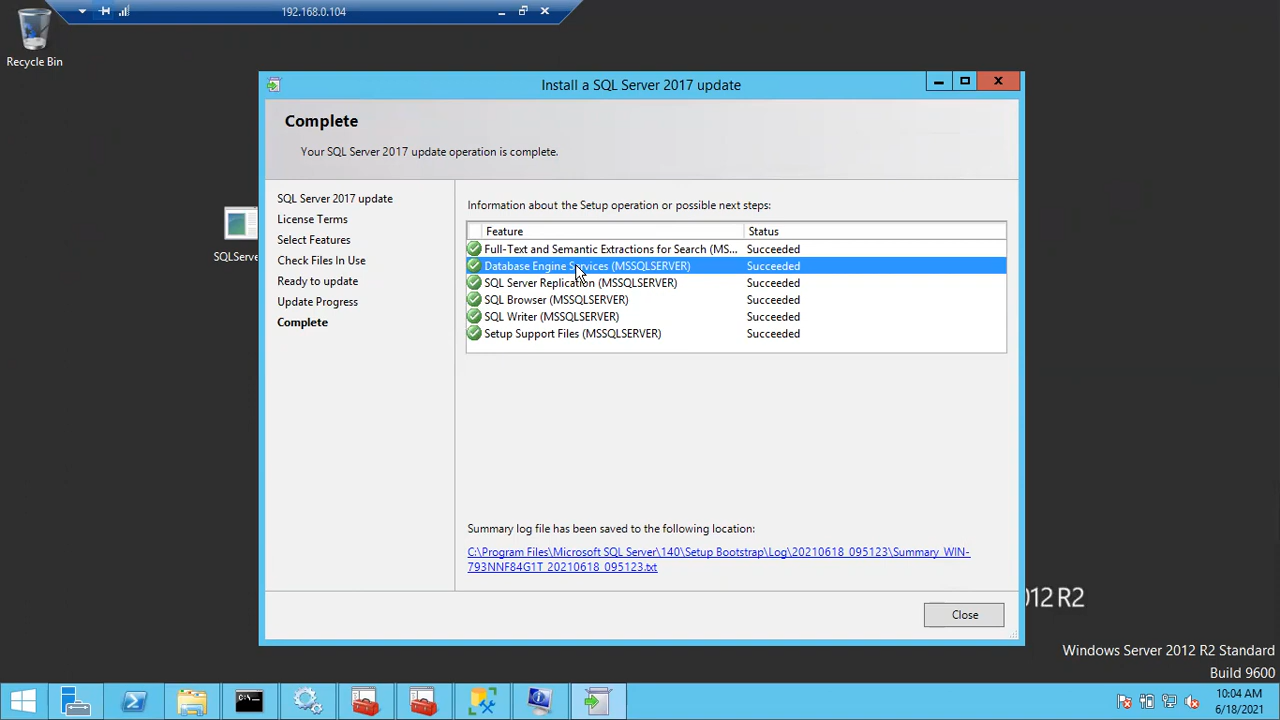 192.168.0.104
Recycle Bin
SQLServe
Install a SQL Server 2017 update
Complete
Your SQL Server 2017 update operation is complete.
SQL Server 2017 update
License Terms
Select Features
Check Files In Use
Ready to update
Update Progress
Complete
Information about the Setup operation or possible next steps:
Feature Status
Full-Text and Semantic Extractions for Search (MS... Succeeded
Database Engine Services (MSSQLSERVER) Succeeded
SQL Server Replication (MSSQLSERVER) Succeeded
SQL Browser (MSSQLSERVER) Succeeded
SQL Writer (MSSQLSERVER) Succeeded
Setup Support Files (MSSQLSERVER) Succeeded
Summary log file has been saved to the following location:
C:\Program Files\Microsoft SQL Server\140\Setup Bootstrap\Log\20210618_095123\Summary_WIN-
793NNF84G1T_20210618_095123.txt
Close
012 R2
Windows Server 2012 R2 Standard
Build 9600
10:04 AM
6/18/2021